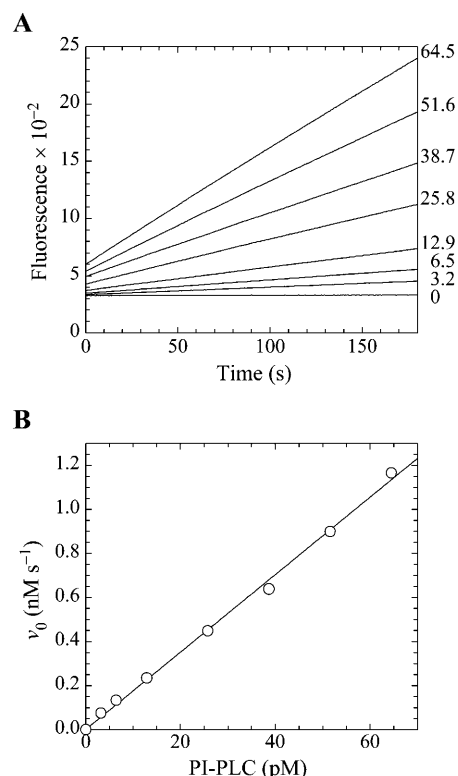 A
25
20
15
10
5
0
Fluorescence × 10⁻²
64.5
51.6
38.7
25.8
12.9
6.5
3.2
0
0 50 100 150
Time (s)
B
1.2
1.0
0.8
0.6
0.4
0.2
0.0
v₀ (nM s⁻¹)
0 20 40 60
PI-PLC (pM)